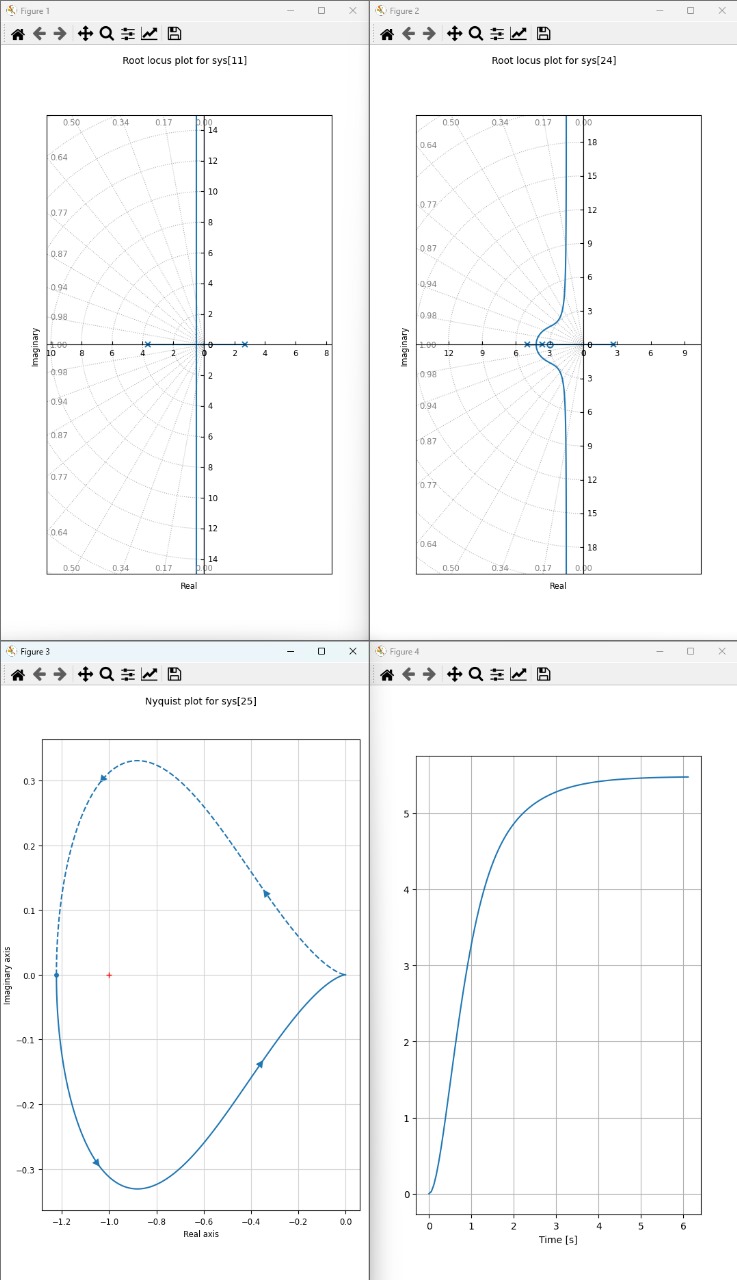 Figure 1
Root locus plot for sys[11]
0.50 0.34 0.17 0.00
14
0.64
12
0.77
10
0.87
8
6
0.94
4
0.98
2
Imaginary
1.00 0
10 8 6 4 2 0 2 4 6 8
0.98
2
0.94
4
0.87
6
8
0.77
10
0.64
12
0.50 0.34 0.17 0.00
14
Real
Figure 2
Root locus plot for sys[24]
0.50 0.34 0.17 0.00
0.64
18
15
0.77
12
0.87
9
0.94
6
0.98
3
Imaginary
1.00 0
12 9 6 3 0 3 6 9
0.98
3
0.94
6
0.87
9
0.77
12
15
0.64
18
0.50 0.34 0.17 0.00
Real
Figure 3
Nyquist plot for sys[25]
0.3
0.2
0.1
Imaginary axis
0.0
−0.1
−0.2
−0.3
−1.2 −1.0 −0.8 −0.6 −0.4 −0.2 0.0
Real axis
Figure 4
5
4
3
2
1
0
0 1 2 3 4 5 6
Time [s]